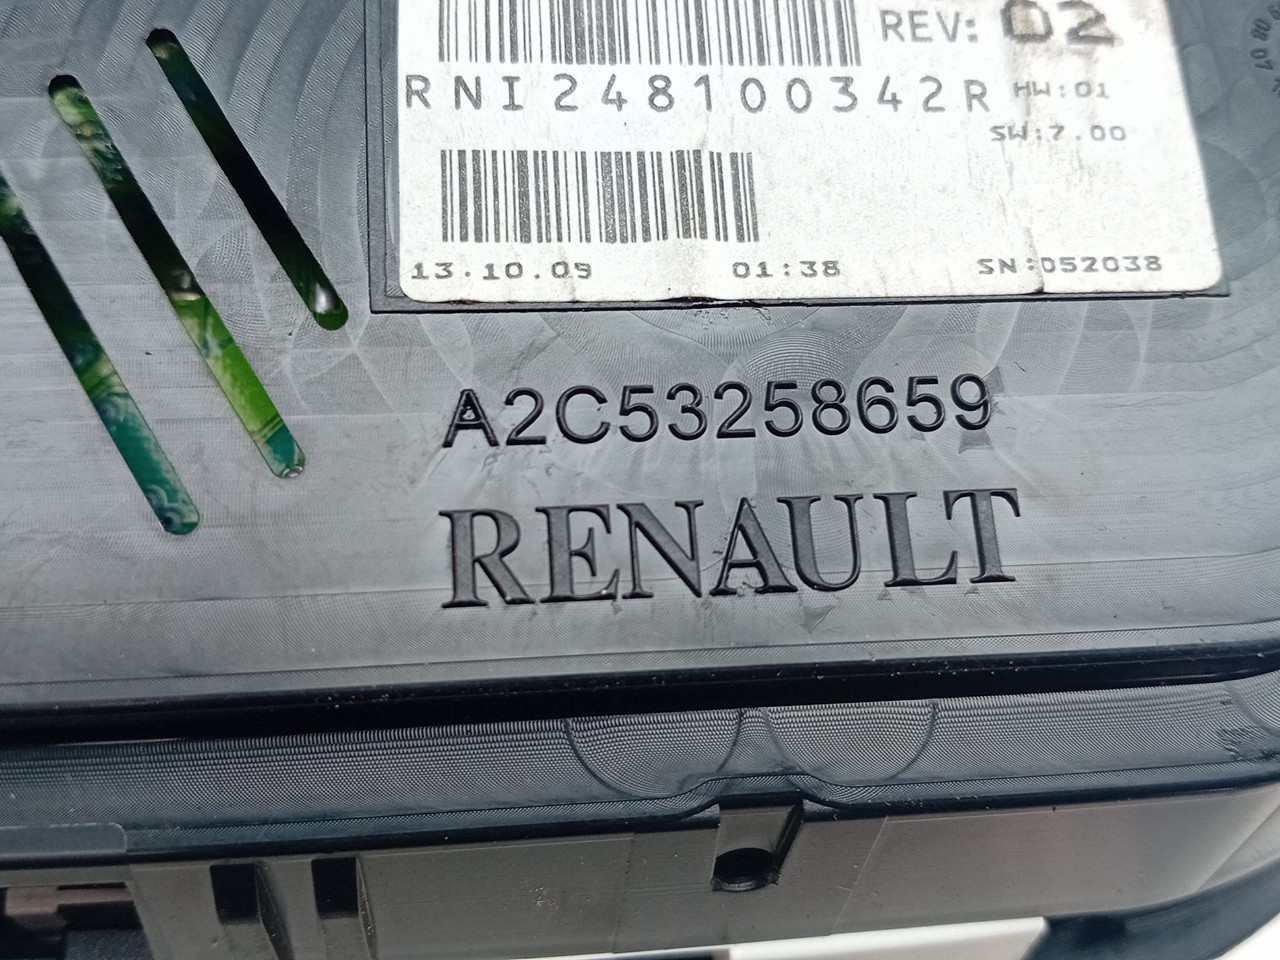 REV: 02
RNI248100342R HW:01
SW:7.00
13.10.09 01:38 SN:052038
A2C53258659
RENAULT